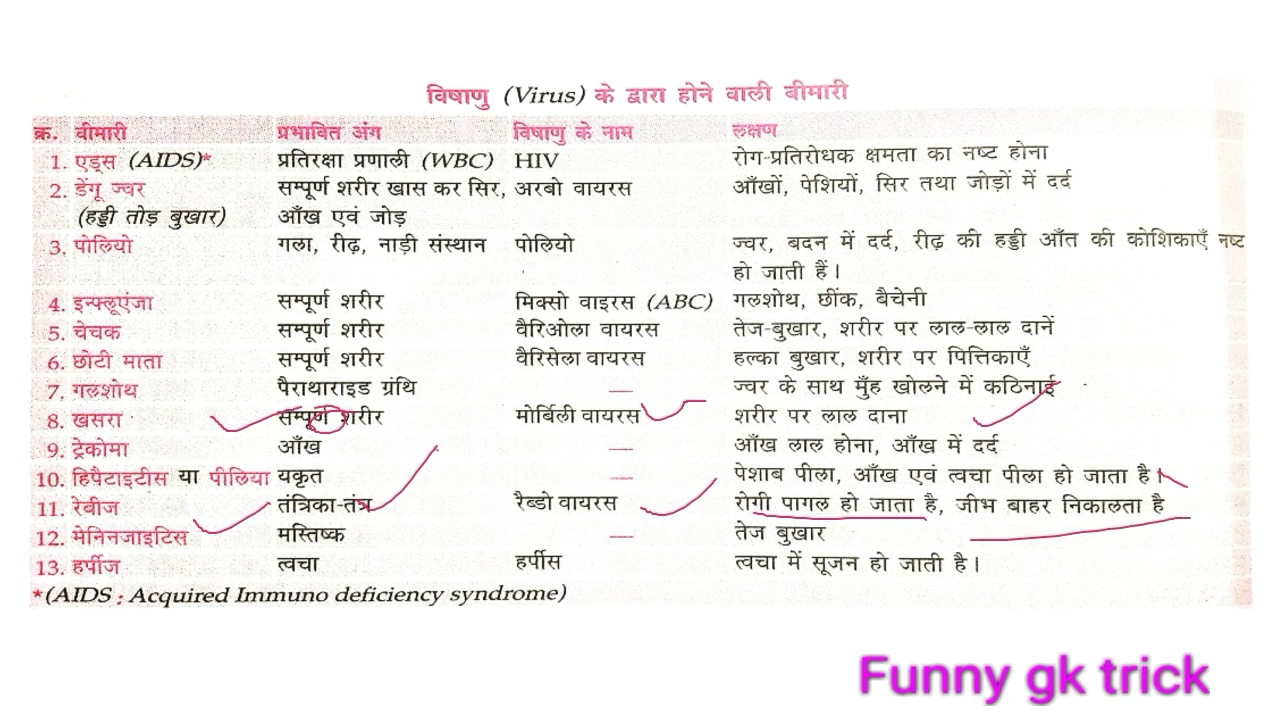 विषाणु (Virus) के द्वारा होने वाली बीमारी
क्र. बीमारी प्रभावित अंग विषाणु के नाम लक्षण
1. एड्स (AIDS)* प्रतिरक्षा प्रणाली (WBC) HIV रोग-प्रतिरोधक क्षमता का नष्ट होना
2. डेंगू ज्वर सम्पूर्ण शरीर खास कर सिर, अरबो वायरस आँखों, पेशियों, सिर तथा जोड़ों में दर्द
(हड्डी तोड़ बुखार) आँख एवं जोड़
3. पोलियो गला, रीढ़, नाड़ी संस्थान पोलियो ज्वर, बदन में दर्द, रीढ़ की हड्डी आँत की कोशिकाएँ नष्ट
हो जाती हैं।
4. इन्फ्लूएंजा सम्पूर्ण शरीर मिक्सो वाइरस (ABC) गलशोथ, छींक, बैचेनी
5. चेचक सम्पूर्ण शरीर वैरिओला वायरस तेज-बुखार, शरीर पर लाल-लाल दानें
6. छोटी माता सम्पूर्ण शरीर वैरिसेला वायरस हल्का बुखार, शरीर पर पित्तिकाएँ
7. गलशोथ पैराथाराइड ग्रंथि — ज्वर के साथ मुँह खोलने में कठिनाई
8. खसरा सम्पूर्ण शरीर मोर्बिली वायरस शरीर पर लाल दाना
9. ट्रेकोमा आँख — आँख लाल होना, आँख में दर्द
10. हिपैटाइटीस या पीलिया यकृत — पेशाब पीला, आँख एवं त्वचा पीला हो जाता है।
11. रेबीज तंत्रिका-तंत्र रैब्डो वायरस रोगी पागल हो जाता है, जीभ बाहर निकालता है
12. मेनिनजाइटिस मस्तिष्क — तेज बुखार
13. हर्पीज त्वचा हर्पीस त्वचा में सूजन हो जाती है।
*(AIDS : Acquired Immuno deficiency syndrome)
Funny gk trick